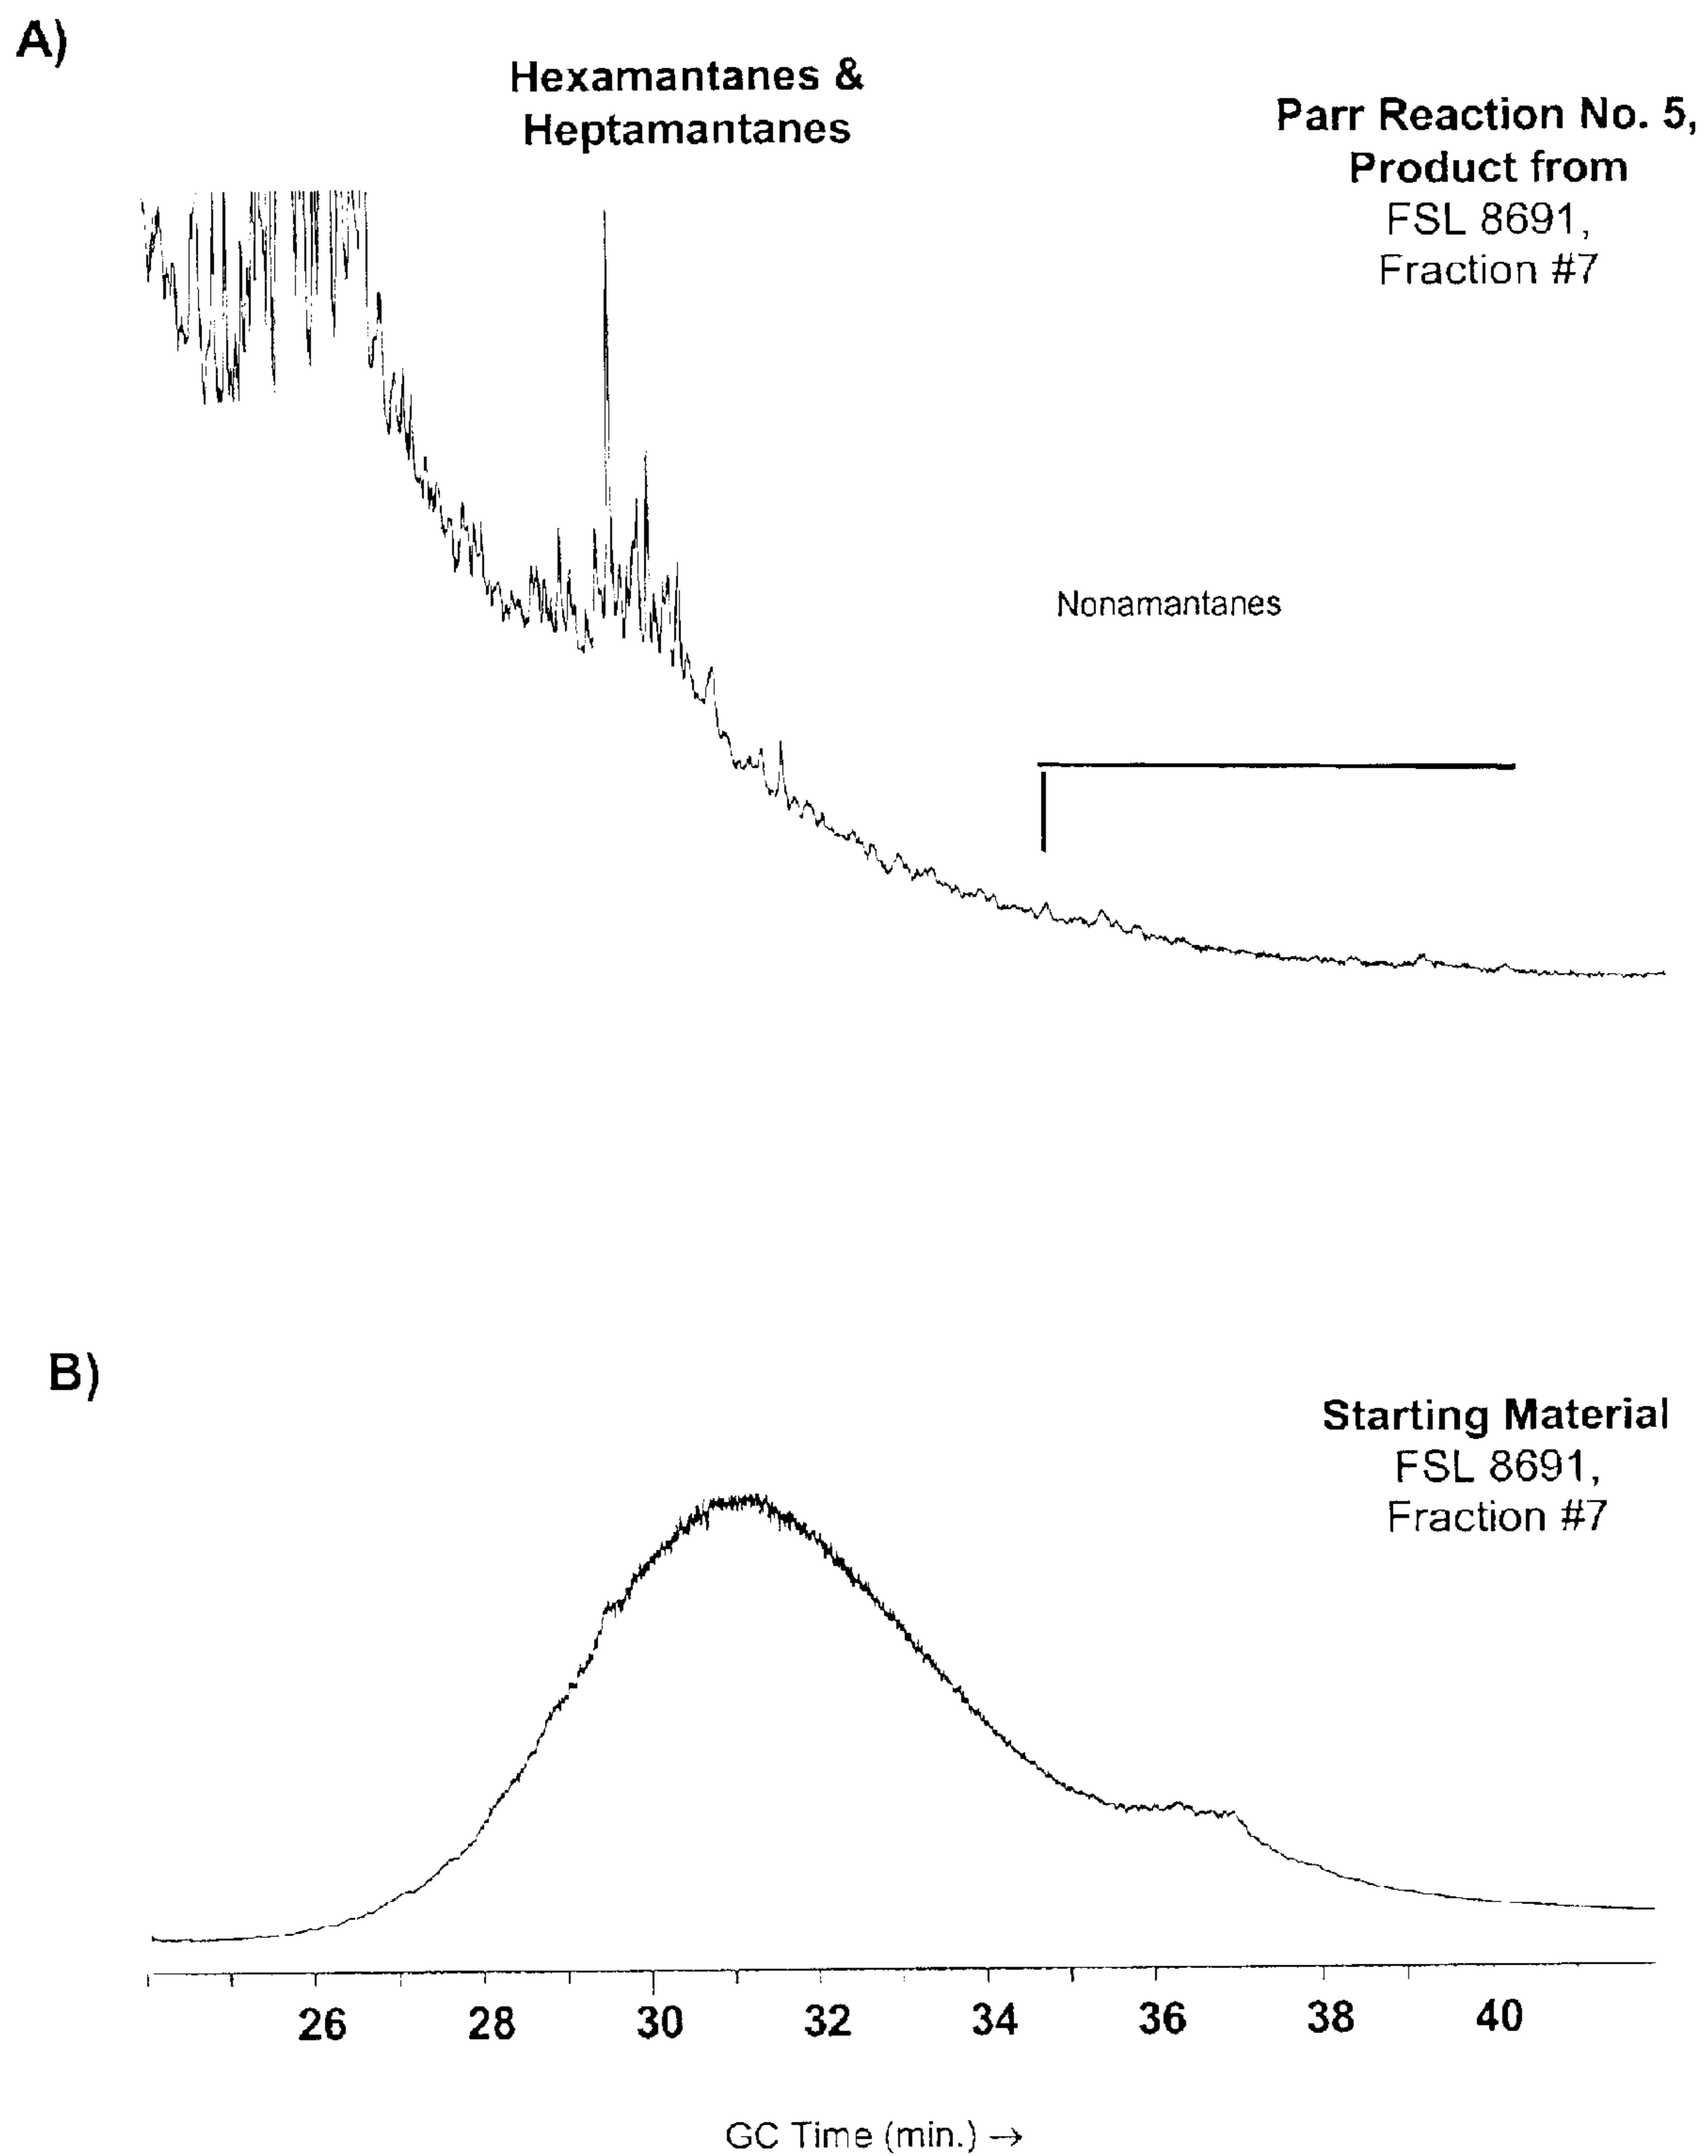 A)
Hexamantanes &
Heptamantanes
Parr Reaction No. 5,
Product from
FSL 8691,
Fraction #7
Nonamantanes
B)
Starting Material
FSL 8691,
Fraction #7
26 28 30 32 34 36 38 40
GC Time (min.) →